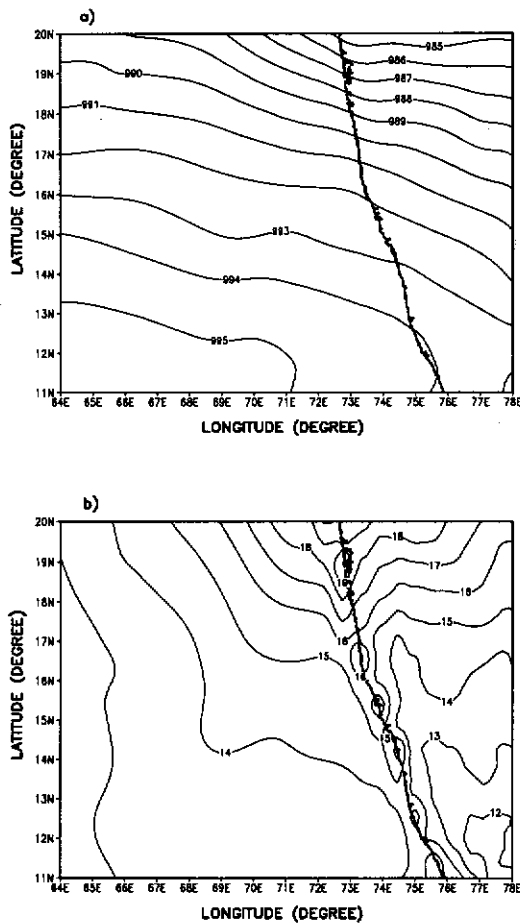 a)
20N
985
986
19N
990
987
988
991
18N
989
17N
16N
15N
993
14N
994
13N
12N
995
11N
64E 65E 66E 67E 68E 69E 70E 71E 72E 73E 74E 75E 76E 77E 78E
LATITUDE (DEGREE)
LONGITUDE (DEGREE)
b)
20N
18
18
19N
17
19
18
18N
16
15
17N
15
16
16N
14
15N
15
14
13
14N
13N
12
12N
11N
64E 65E 66E 67E 68E 69E 70E 71E 72E 73E 74E 75E 76E 77E 78E
LATITUDE (DEGREE)
LONGITUDE (DEGREE)